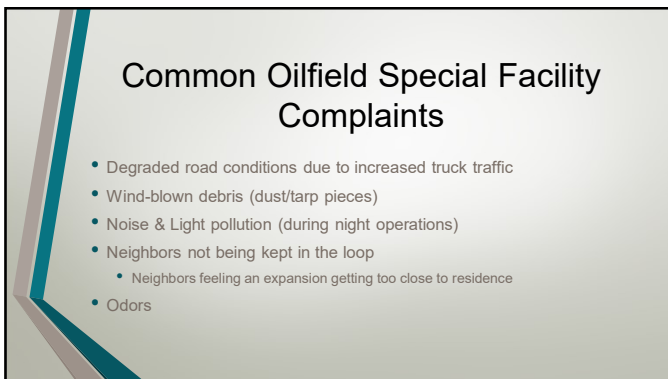 Common Oilfield Special Facility
Complaints
• Degraded road conditions due to increased truck traffic
• Wind-blown debris (dust/tarp pieces)
• Noise & Light pollution (during night operations)
• Neighbors not being kept in the loop
• Neighbors feeling an expansion getting too close to residence
• Odors